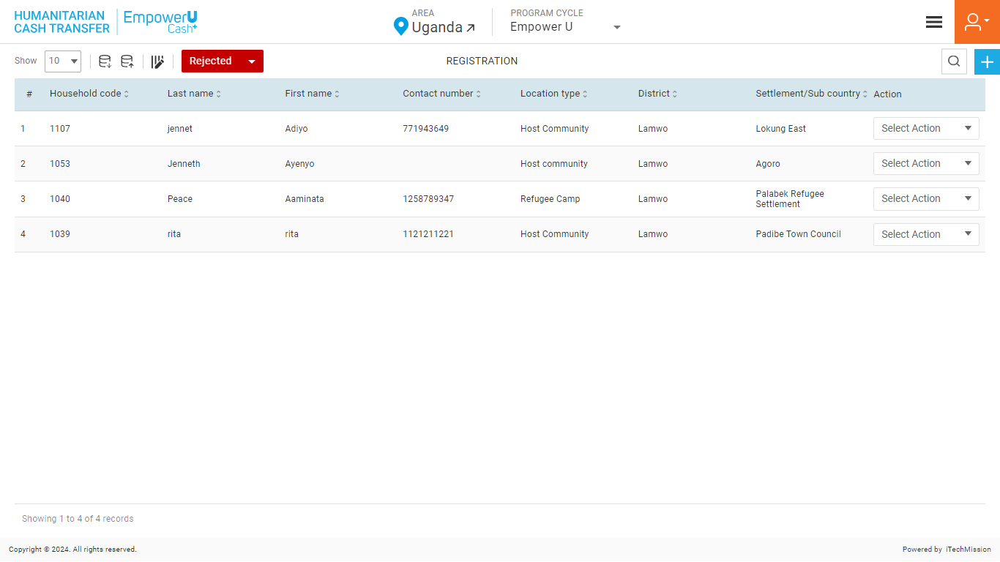 HUMANITARIAN
CASH TRANSFER
EmpowerU
Cash+
AREA
Uganda
PROGRAM CYCLE
Empower U
Show 10 Rejected REGISTRATION
# Household code Last name First name Contact number Location type District Settlement/Sub country Action
1 1107 jennet Adiyo 771943649 Host Community Lamwo Lokung East Select Action
2 1053 Jenneth Ayenyo Host community Lamwo Agoro Select Action
3 1040 Peace Aaminata 1258789347 Refugee Camp Lamwo Palabek Refugee
Settlement Select Action
4 1039 rita rita 1121211221 Host Community Lamwo Padibe Town Council Select Action
Showing 1 to 4 of 4 records
Copyright © 2024. All rights reserved. Powered by iTechMission